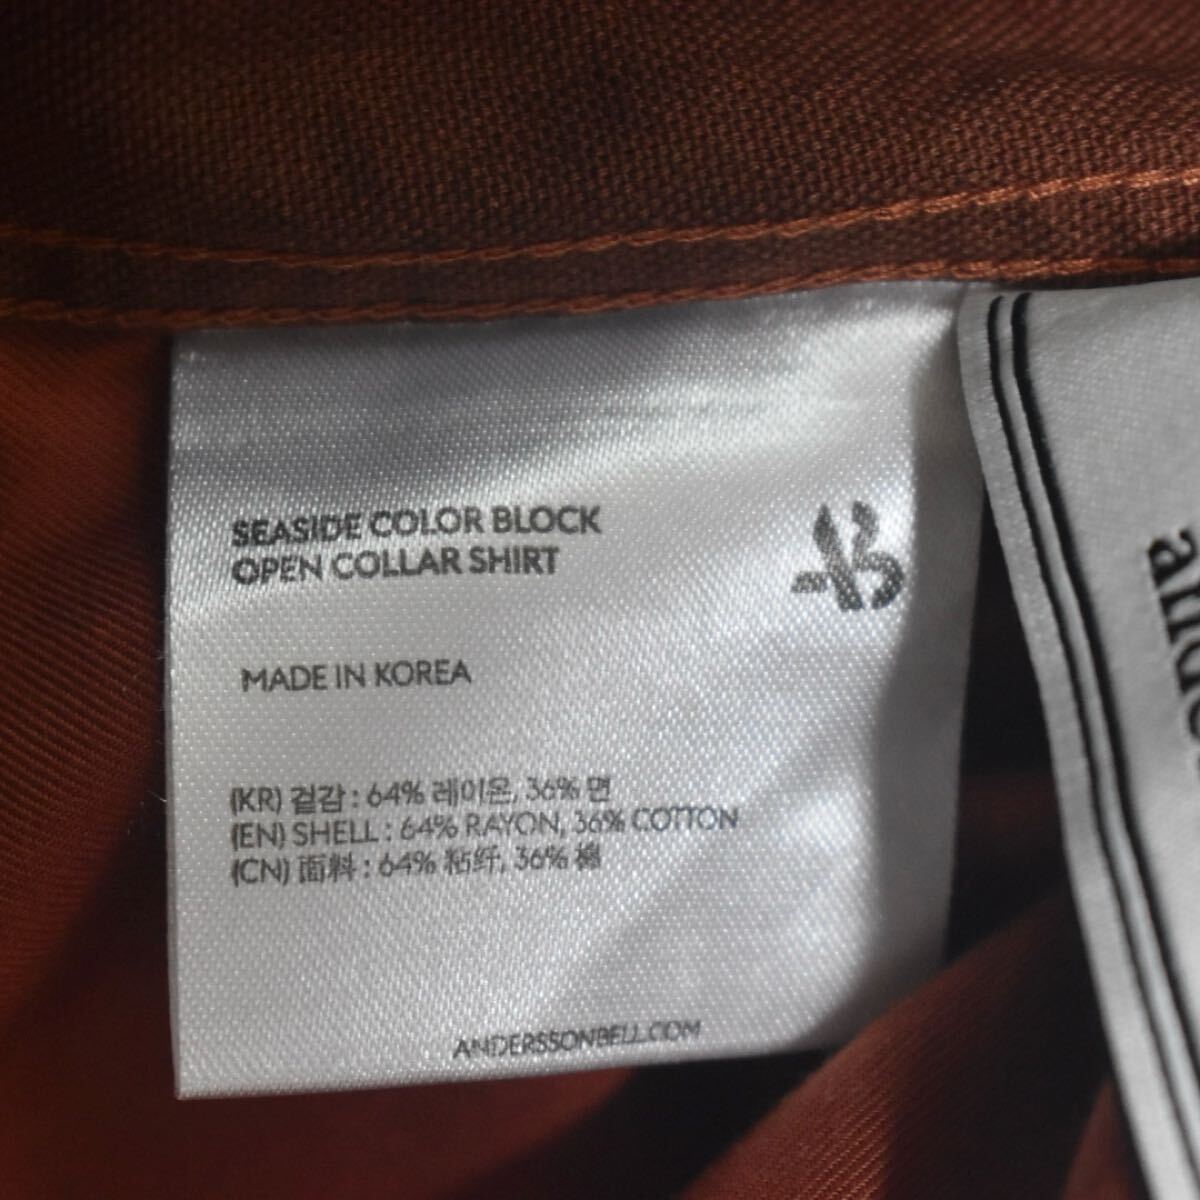 SEASIDE COLOR BLOCK
OPEN COLLAR SHIRT
MADE IN KOREA
(KR) 겉감 : 64% 레이온, 36% 면
(EN) SHELL : 64% RAYON, 36% COTTON
(CN) 面料 : 64% 粘纤, 36% 棉
ANDERSSONBELL.COM